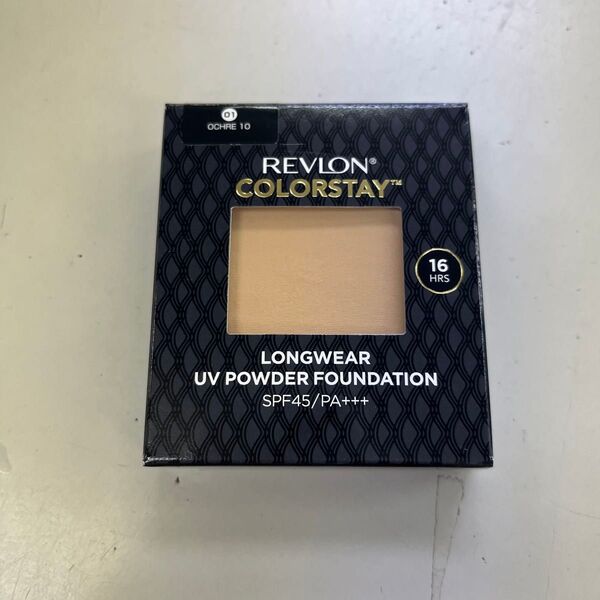 01
OCHRE 10
REVLON®
COLORSTAY™
16
HRS
LONGWEAR
UV POWDER FOUNDATION
SPF45/PA+++